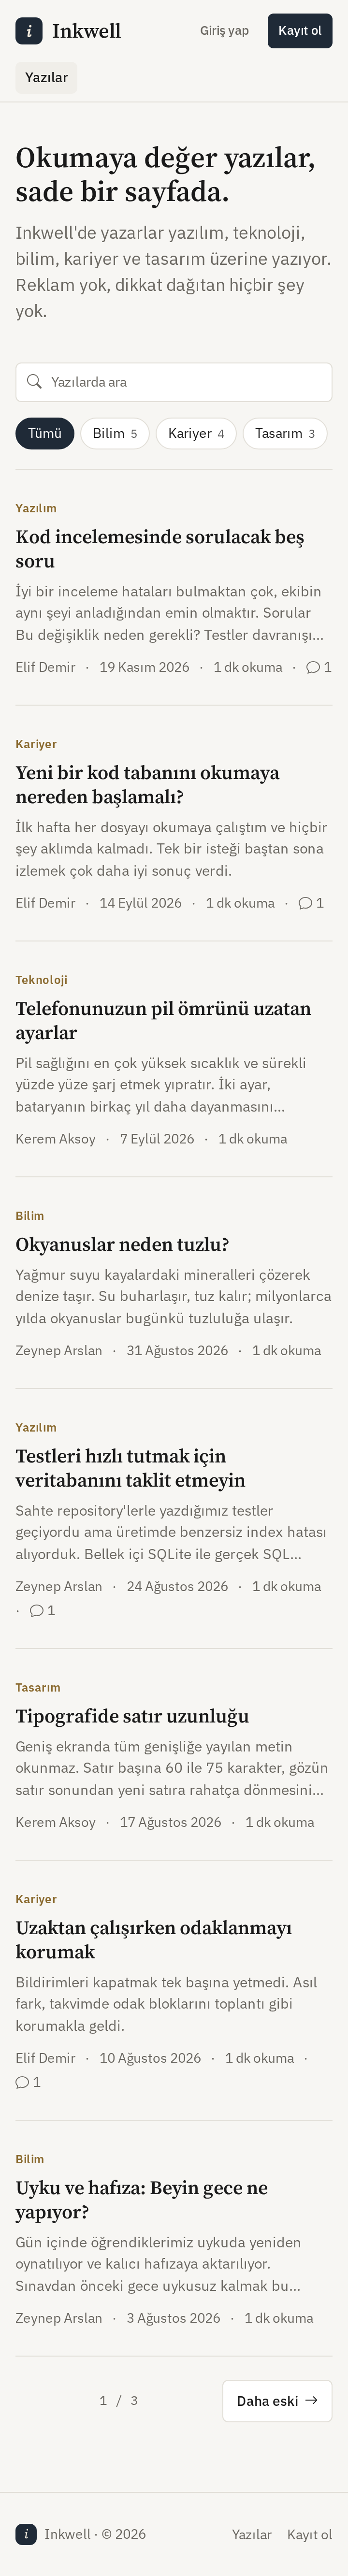 i Inkwell Giriş yap Kayıt ol
Yazılar
Okumaya değer yazılar,
sade bir sayfada.
Inkwell'de yazarlar yazılım, teknoloji,
bilim, kariyer ve tasarım üzerine yazıyor.
Reklam yok, dikkat dağıtan hiçbir şey
yok.
Yazılarda ara
Tümü Bilim 5 Kariyer 4 Tasarım 3
Yazılım
Kod incelemesinde sorulacak beş
soru
İyi bir inceleme hataları bulmaktan çok, ekibin
aynı şeyi anladığından emin olmaktır. Sorular
Bu değişiklik neden gerekli? Testler davranışı…
Elif Demir · 19 Kasım 2026 · 1 dk okuma · 1
Kariyer
Yeni bir kod tabanını okumaya
nereden başlamalı?
İlk hafta her dosyayı okumaya çalıştım ve hiçbir
şey aklımda kalmadı. Tek bir isteği baştan sona
izlemek çok daha iyi sonuç verdi.
Elif Demir · 14 Eylül 2026 · 1 dk okuma · 1
Teknoloji
Telefonunuzun pil ömrünü uzatan
ayarlar
Pil sağlığını en çok yüksek sıcaklık ve sürekli
yüzde yüze şarj etmek yıpratır. İki ayar,
bataryanın birkaç yıl daha dayanmasını…
Kerem Aksoy · 7 Eylül 2026 · 1 dk okuma
Bilim
Okyanuslar neden tuzlu?
Yağmur suyu kayalardaki mineralleri çözerek
denize taşır. Su buharlaşır, tuz kalır; milyonlarca
yılda okyanuslar bugünkü tuzluluğa ulaşır.
Zeynep Arslan · 31 Ağustos 2026 · 1 dk okuma
Yazılım
Testleri hızlı tutmak için
veritabanını taklit etmeyin
Sahte repository'lerle yazdığımız testler
geçiyordu ama üretimde benzersiz index hatası
alıyorduk. Bellek içi SQLite ile gerçek SQL…
Zeynep Arslan · 24 Ağustos 2026 · 1 dk okuma
· 1
Tasarım
Tipografide satır uzunluğu
Geniş ekranda tüm genişliğe yayılan metin
okunmaz. Satır başına 60 ile 75 karakter, gözün
satır sonundan yeni satıra rahatça dönmesini…
Kerem Aksoy · 17 Ağustos 2026 · 1 dk okuma
Kariyer
Uzaktan çalışırken odaklanmayı
korumak
Bildirimleri kapatmak tek başına yetmedi. Asıl
fark, takvimde odak bloklarını toplantı gibi
korumakla geldi.
Elif Demir · 10 Ağustos 2026 · 1 dk okuma ·
1
Bilim
Uyku ve hafıza: Beyin gece ne
yapıyor?
Gün içinde öğrendiklerimiz uykuda yeniden
oynatılıyor ve kalıcı hafızaya aktarılıyor.
Sınavdan önceki gece uykusuz kalmak bu…
Zeynep Arslan · 3 Ağustos 2026 · 1 dk okuma
1 / 3 Daha eski →
i Inkwell · © 2026 Yazılar Kayıt ol